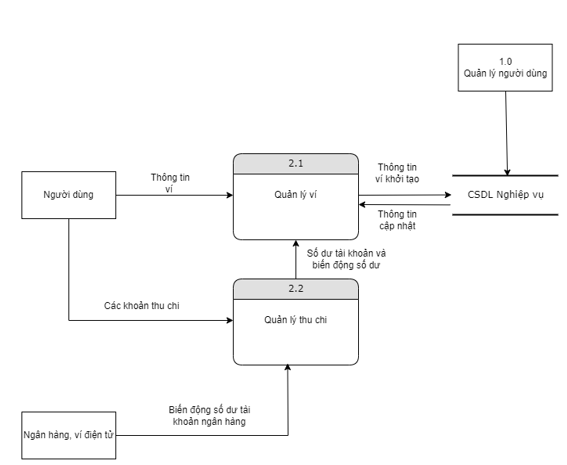 1.0
Quản lý người dùng
2.1
Quản lý ví
Người dùng
Thông tin
ví
Thông tin
ví khởi tạo
CSDL Nghiệp vụ
Thông tin
cập nhật
Số dư tài khoản và
biến động số dư
2.2
Quản lý thu chi
Các khoản thu chi
Biến động số dư tài
khoản ngân hàng
Ngân hàng, ví điện tử